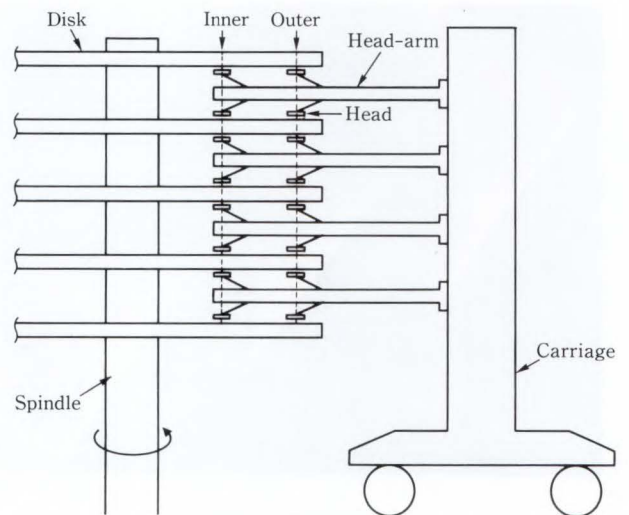 Disk
Inner
Outer
Head-arm
Head
Carriage
Spindle